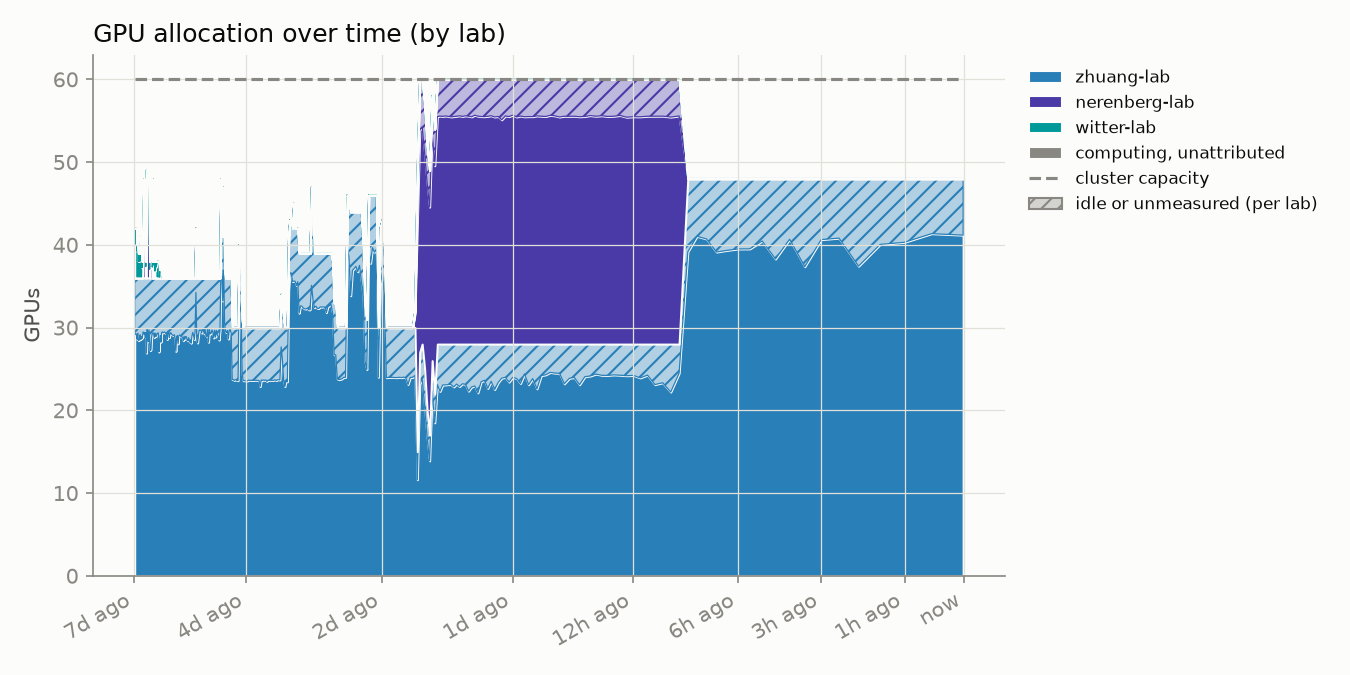 GPU allocation over time (by lab)
zhuang-lab
nerenberg-lab
witter-lab
computing, unattributed
cluster capacity
idle or unmeasured (per lab)
GPUs
60
50
40
30
20
10
0
7d ago
4d ago
2d ago
1d ago
12h ago
6h ago
3h ago
1h ago
now